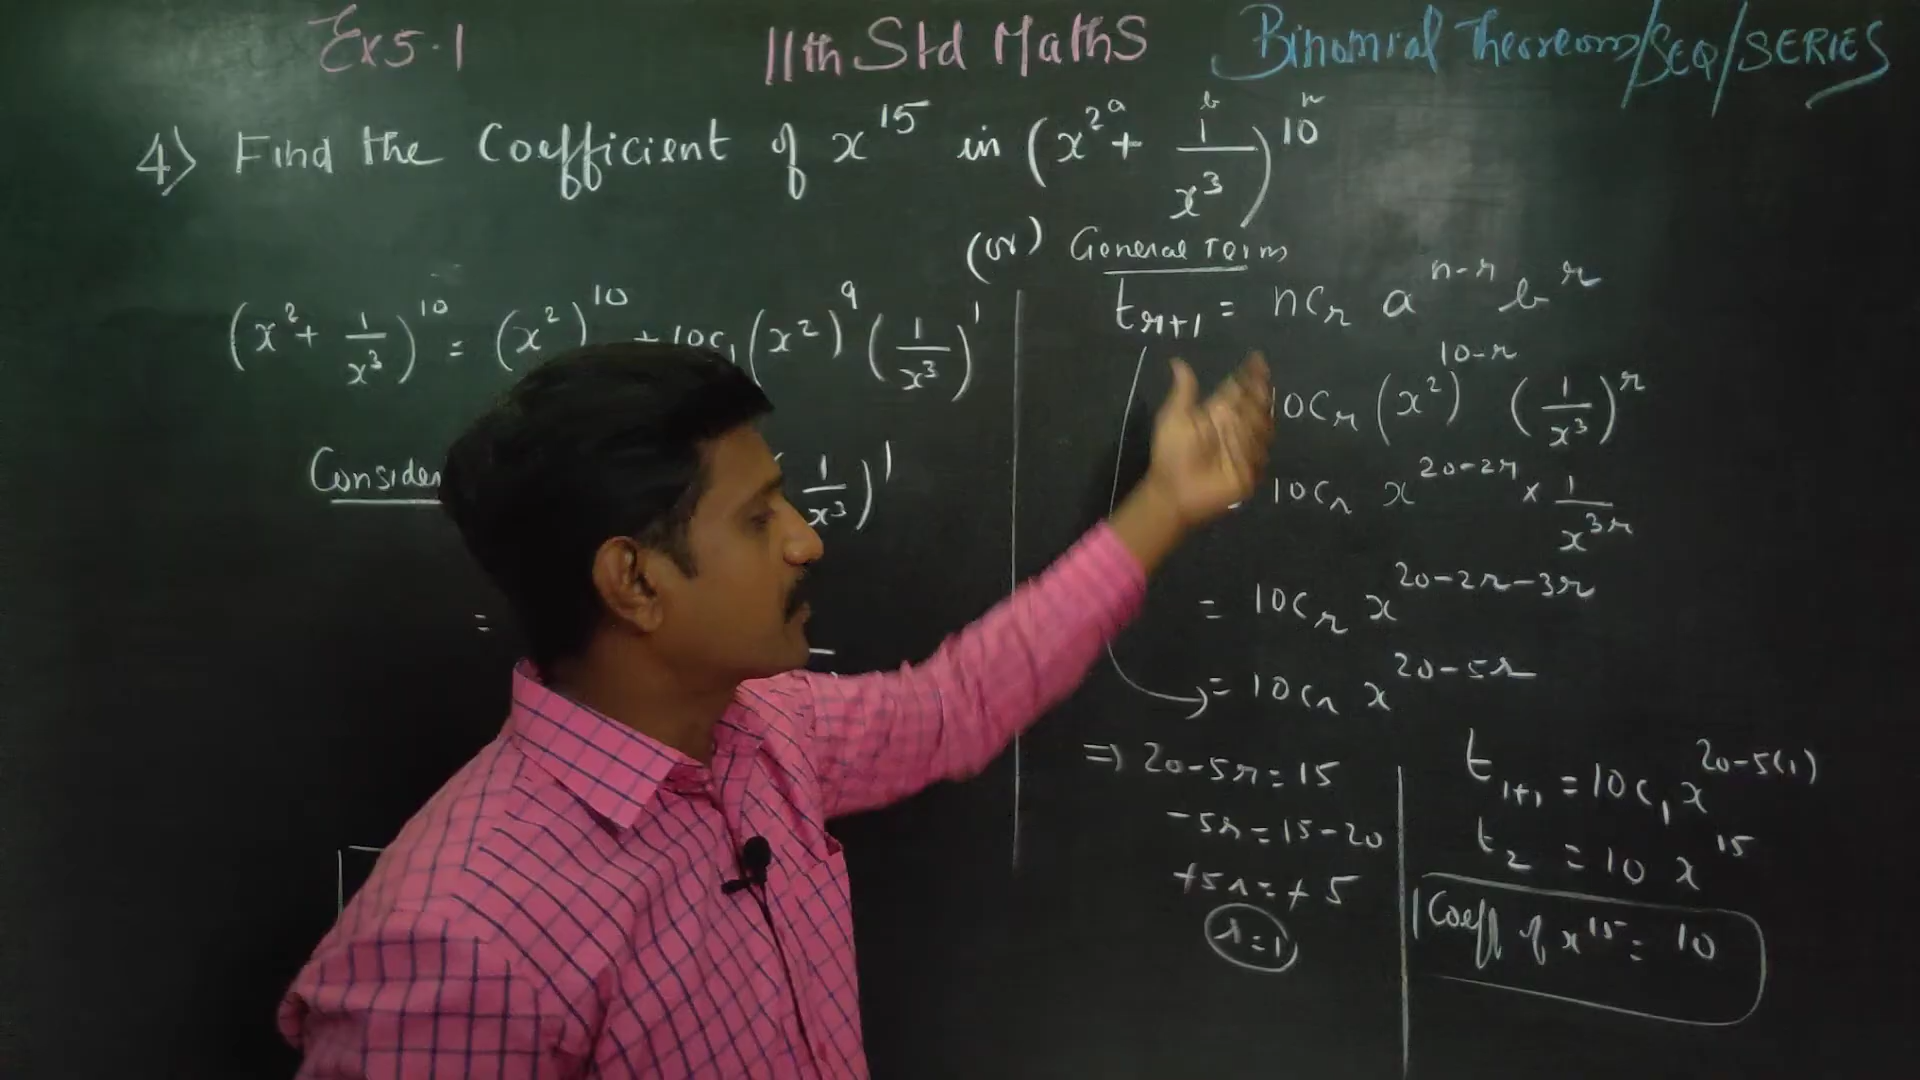 Ex 5.1 11th Std Maths Binomial Theorem/SEQ/SERIES
4) Find the Coefficient of x^15 in (x^2 + 1/x^3)^10
a b n
(or) General Term
(x^2 + 1/x^3)^10 = (x^2)^10 + 10C1 (x^2)^9 (1/x^3)^1
Consider (1/x^3)^1
=
t r+1 = nCr a^n-r b^r
10Cr (x^2)^10-r (1/x^3)^r
= 10Cr x^20-2r × 1/x^3r
= 10Cr x^20-2r-3r
= 10Cr x^20-5r
⇒ 20-5r = 15
-5r = 15-20
+5r = +5
r = 1
t 1+1 = 10C1 x^20-5(1)
t2 = 10 x^15
Coeff of x^15 = 10